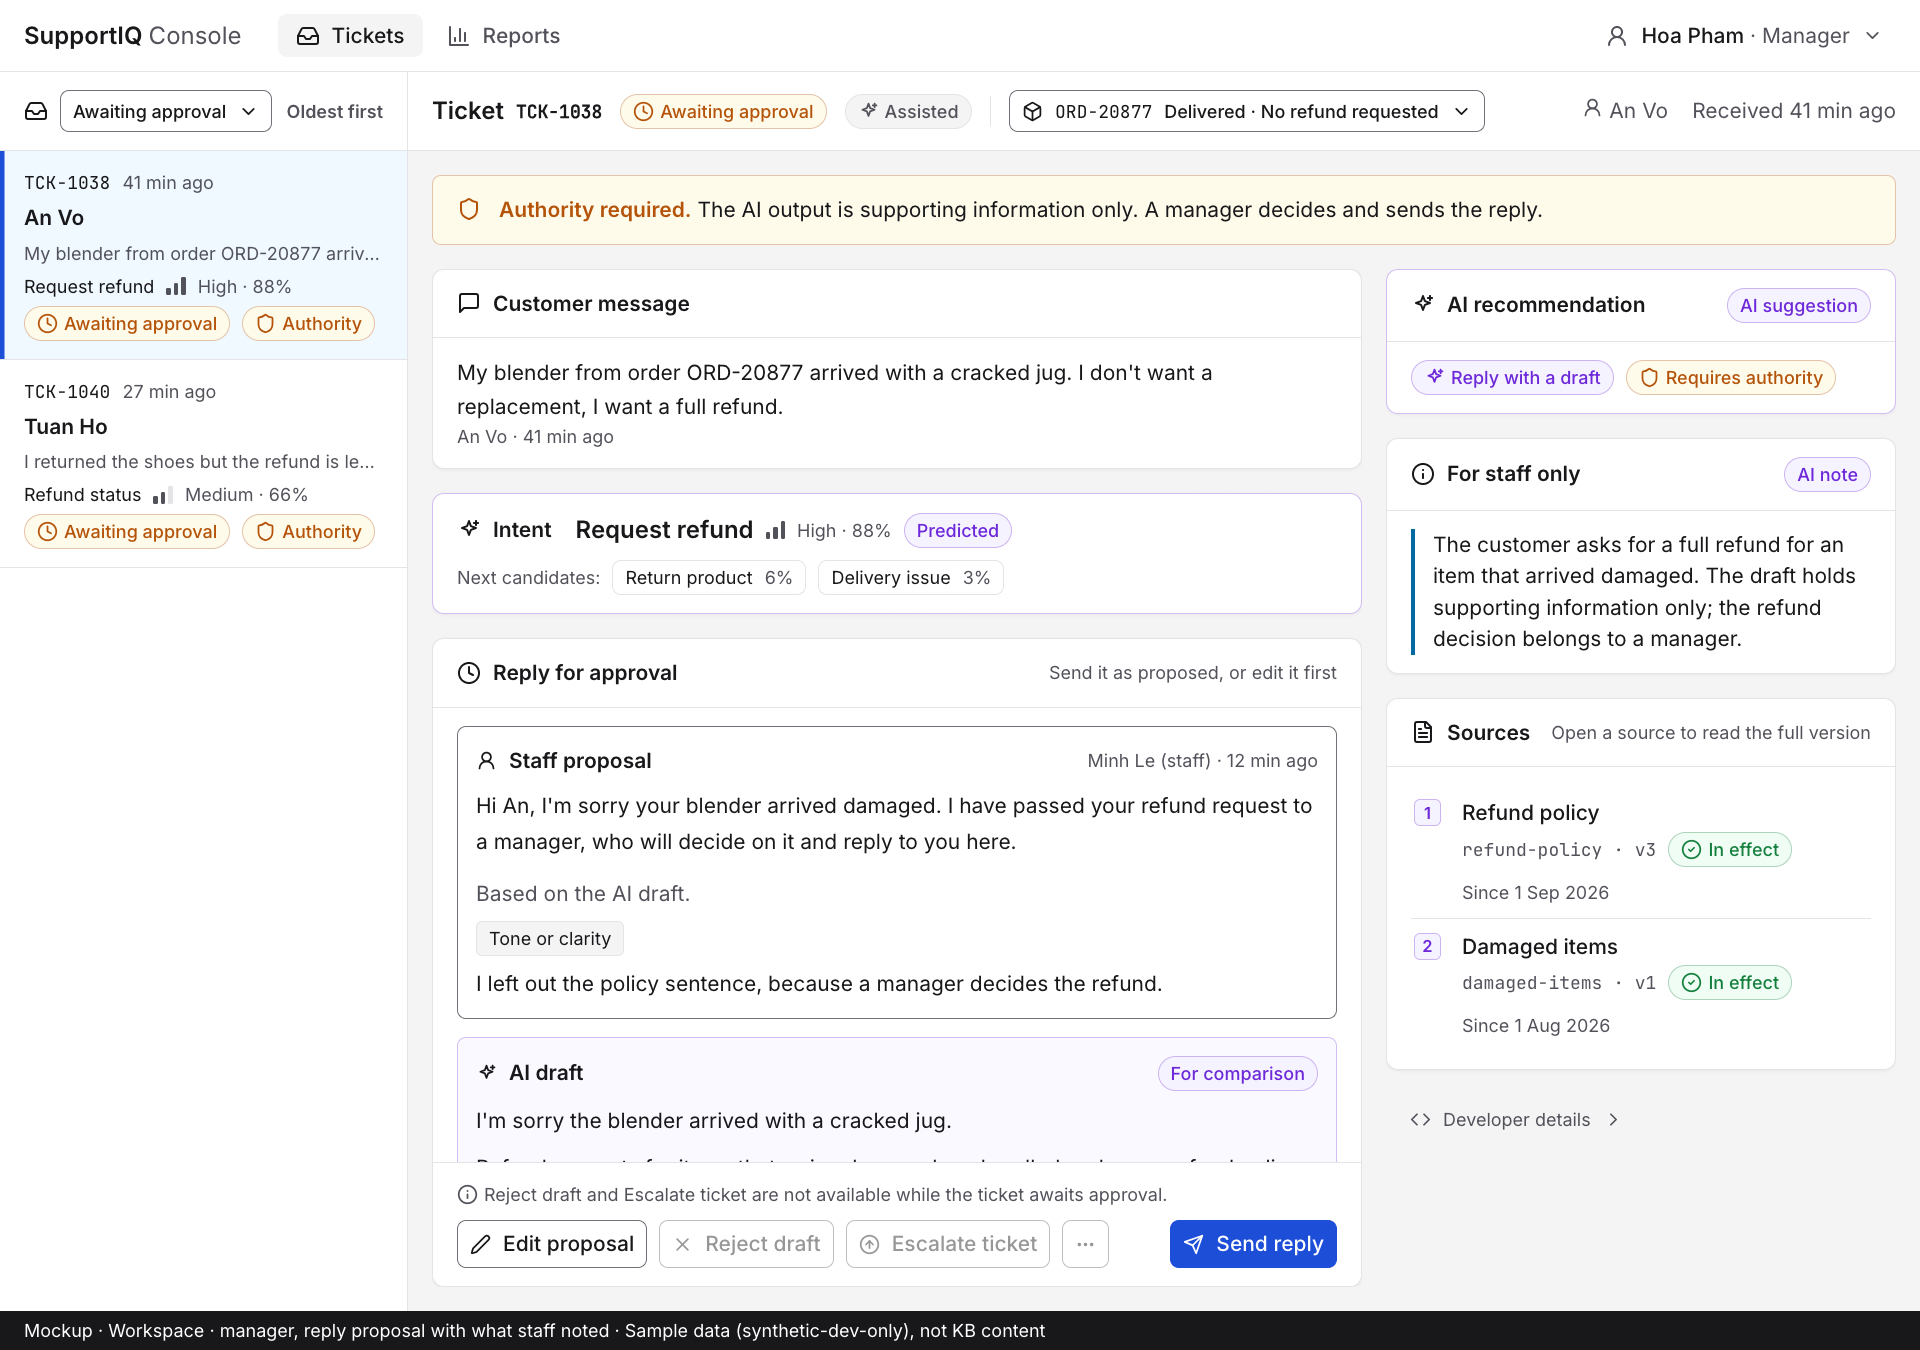 SupportIQ Console
Tickets
Reports
Hoa Pham · Manager
Awaiting approval
Oldest first
TCK-1038 41 min ago
An Vo
My blender from order ORD-20877 arriv...
Request refund High · 88%
Awaiting approval
Authority
TCK-1040 27 min ago
Tuan Ho
I returned the shoes but the refund is le...
Refund status Medium · 66%
Awaiting approval
Authority
Ticket TCK-1038
Awaiting approval
Assisted
ORD-20877 Delivered · No refund requested
An Vo
Received 41 min ago
Authority required. The AI output is supporting information only. A manager decides and sends the reply.
Customer message
My blender from order ORD-20877 arrived with a cracked jug. I don't want a
replacement, I want a full refund.
An Vo · 41 min ago
Intent Request refund High · 88% Predicted
Next candidates: Return product 6% Delivery issue 3%
Reply for approval
Send it as proposed, or edit it first
Staff proposal
Minh Le (staff) · 12 min ago
Hi An, I'm sorry your blender arrived damaged. I have passed your refund request to
a manager, who will decide on it and reply to you here.
Based on the AI draft.
Tone or clarity
I left out the policy sentence, because a manager decides the refund.
AI draft
For comparison
I'm sorry the blender arrived with a cracked jug.
Reject draft and Escalate ticket are not available while the ticket awaits approval.
Edit proposal
Reject draft
Escalate ticket
...
Send reply
AI recommendation
AI suggestion
Reply with a draft
Requires authority
For staff only
AI note
The customer asks for a full refund for an
item that arrived damaged. The draft holds
supporting information only; the refund
decision belongs to a manager.
Sources
Open a source to read the full version
1 Refund policy
refund-policy · v3 In effect
Since 1 Sep 2026
2 Damaged items
damaged-items · v1 In effect
Since 1 Aug 2026
Developer details
Mockup · Workspace · manager, reply proposal with what staff noted · Sample data (synthetic-dev-only), not KB content